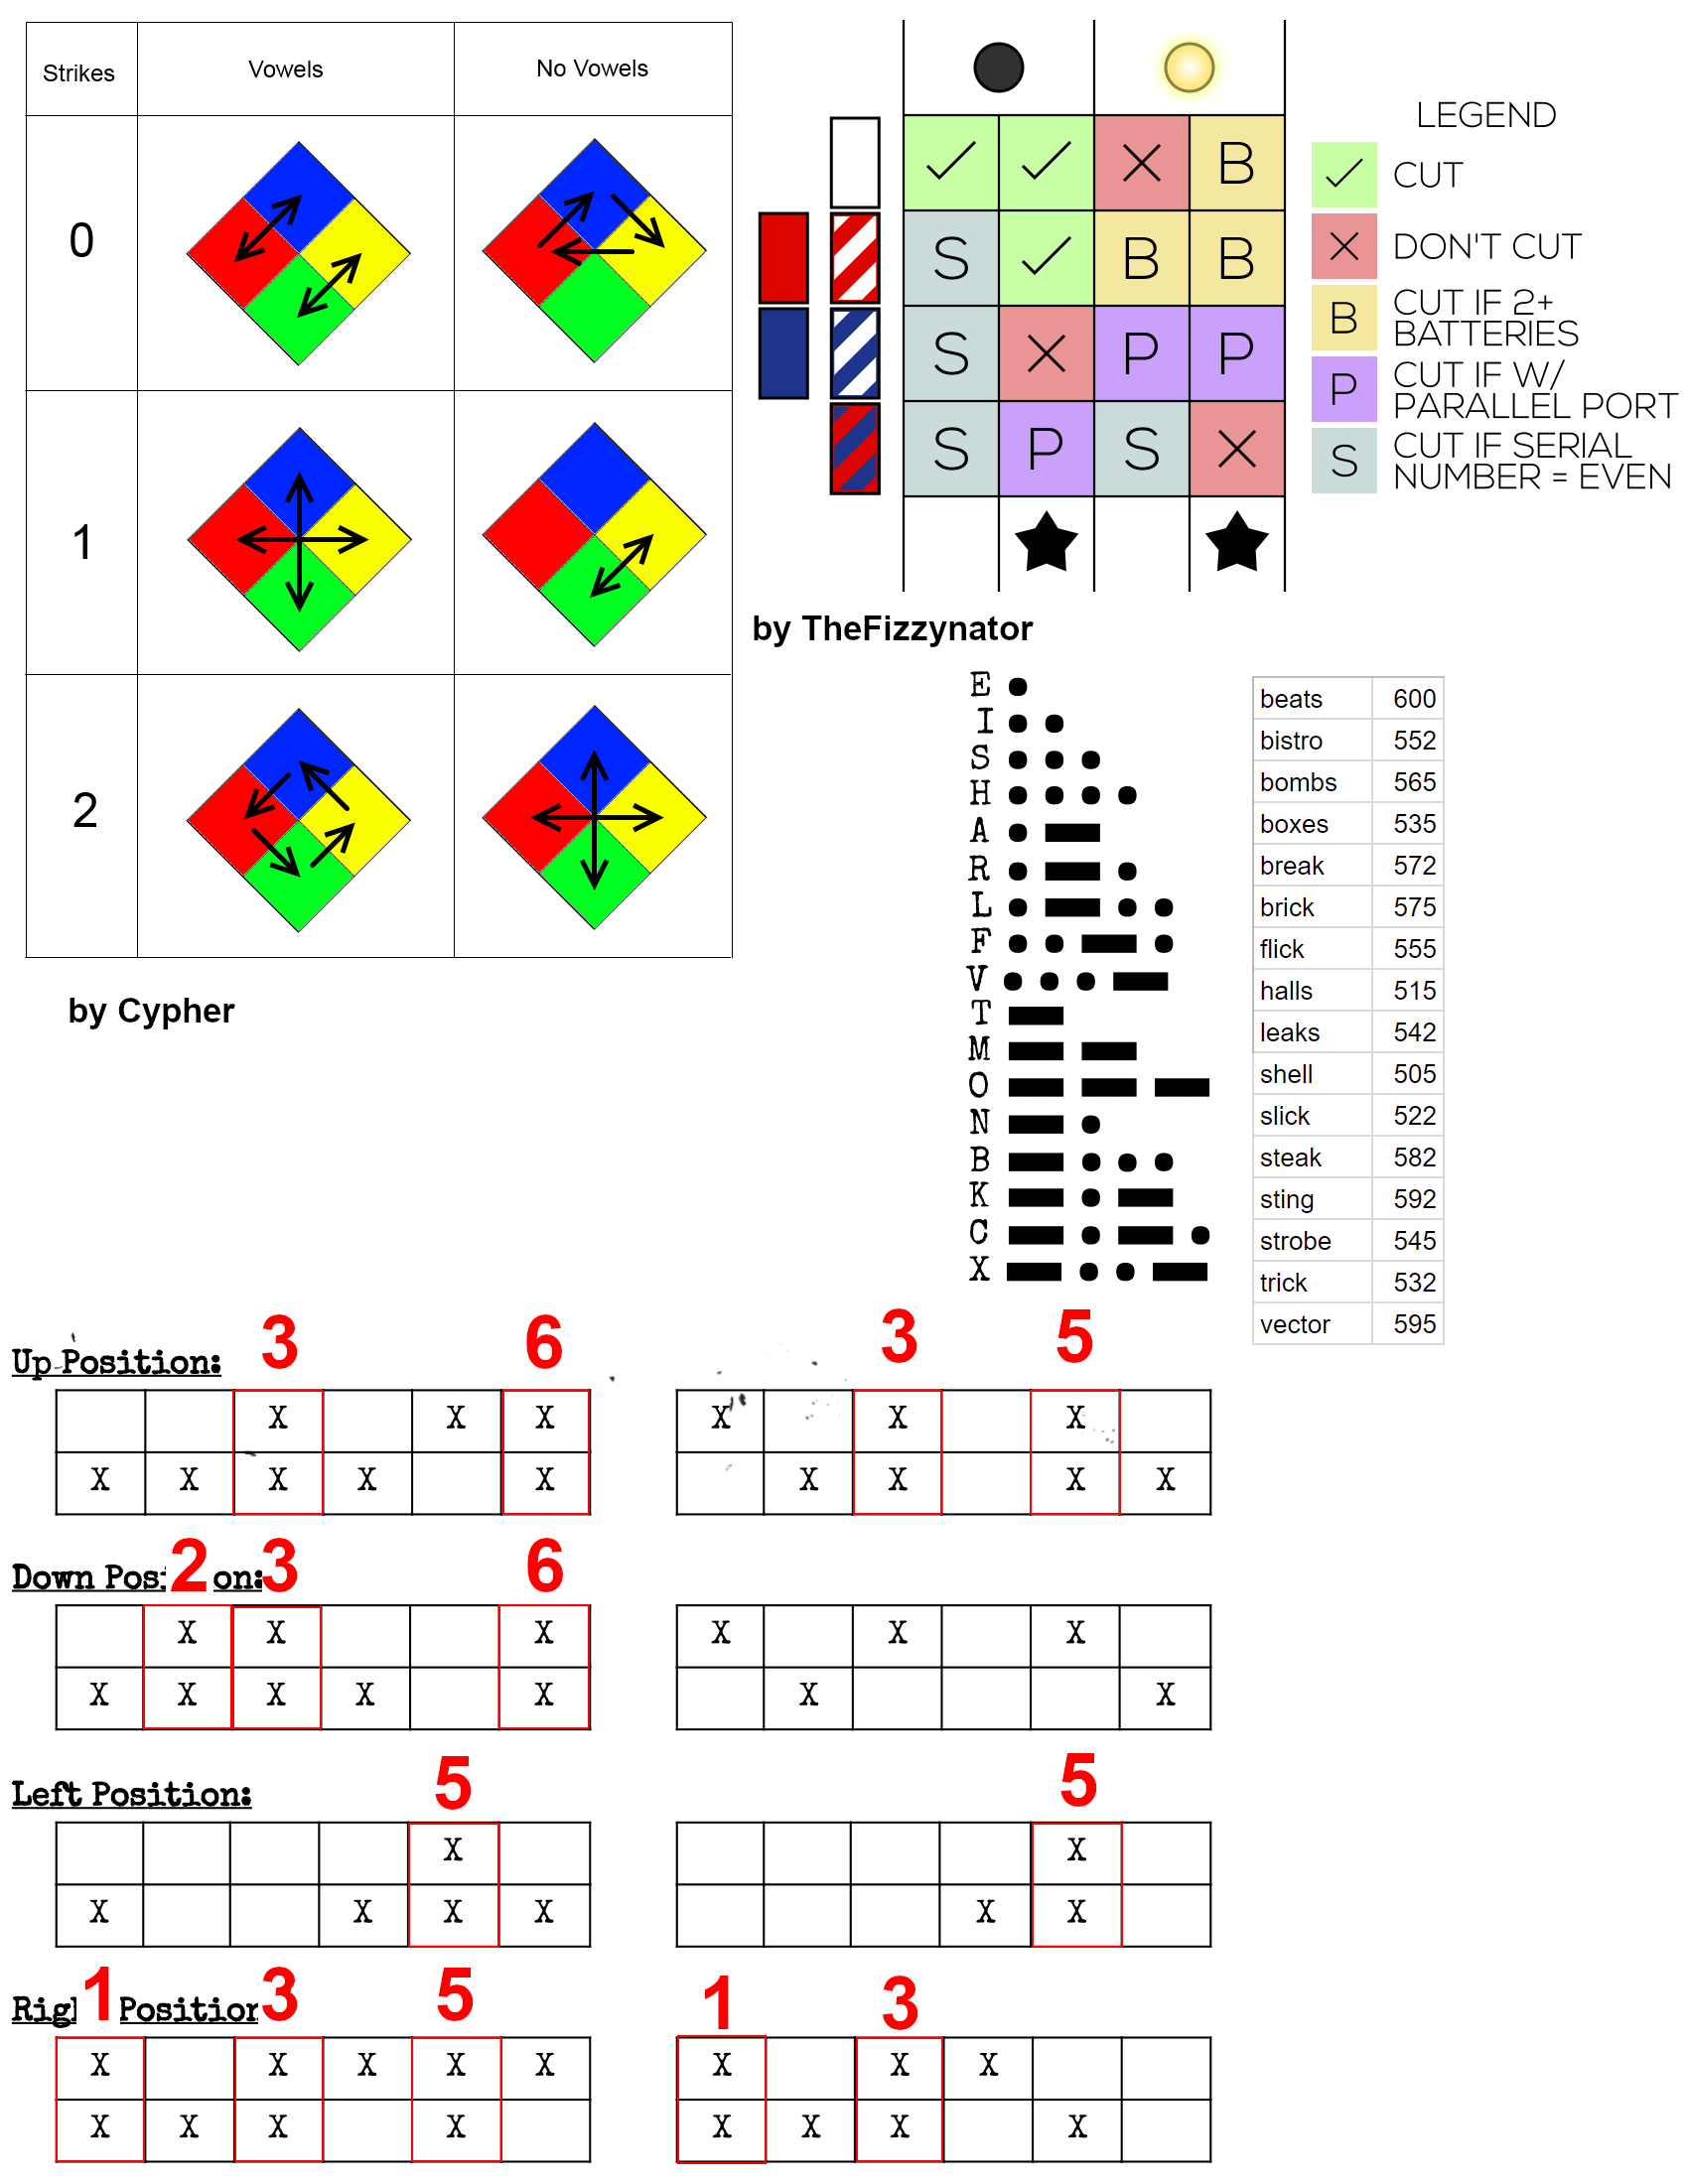 Strikes Vowels No Vowels
0
1
2
by Cypher
✓ ✓ X B
S ✓ B B
S X P P
S P S X
LEGEND
✓ CUT
X DON'T CUT
B CUT IF 2+
BATTERIES
P CUT IF W/
PARALLEL PORT
S CUT IF SERIAL
NUMBER = EVEN
by TheFizzynator
E
I
S
H
A
R
L
F
V
T
M
O
N
B
K
C
X
beats 600
bistro 552
bombs 565
boxes 535
break 572
brick 575
flick 555
halls 515
leaks 542
shell 505
slick 522
steak 582
sting 592
strobe 545
trick 532
vector 595
3 6 3 5
Up Position:
X X X X X X
X X X X X X X X X
2 3 6
Down Posi on:
X X X X X X
X X X X X X X
5 5
Left Position:
X X
X X X X X X
1 3 5 1 3
Rig Position
X X X X X X X X
X X X X X X X X